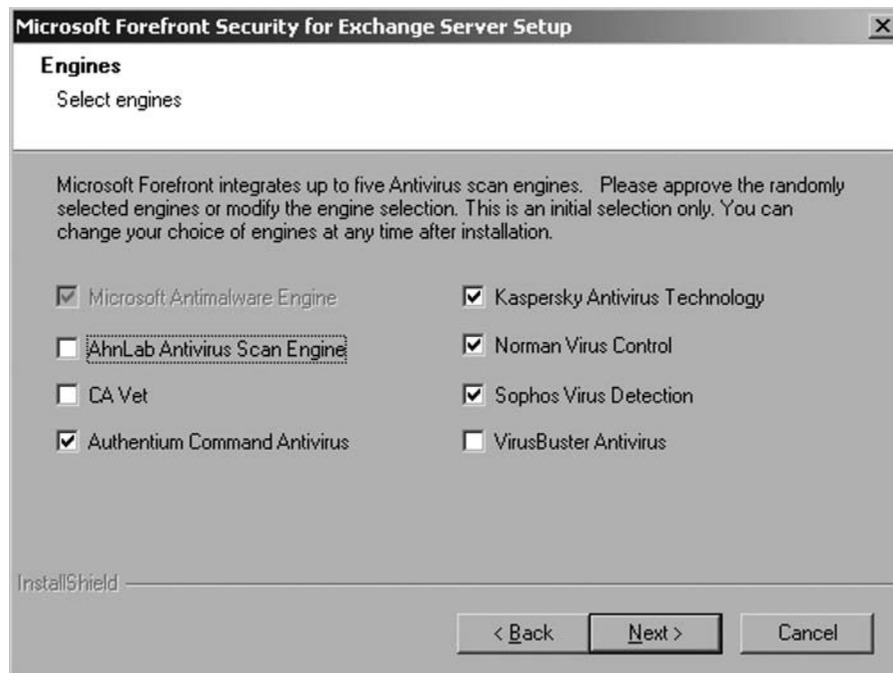 Microsoft Forefront Security for Exchange Server Setup
Engines
Select engines
Microsoft Forefront integrates up to five Antivirus scan engines. Please approve the randomly
selected engines or modify the engine selection. This is an initial selection only. You can
change your choice of engines at any time after installation.
Microsoft Antimalware Engine
AhnLab Antivirus Scan Engine
CA Vet
Authentium Command Antivirus
Kaspersky Antivirus Technology
Norman Virus Control
Sophos Virus Detection
VirusBuster Antivirus
InstallShield
< Back
Next >
Cancel